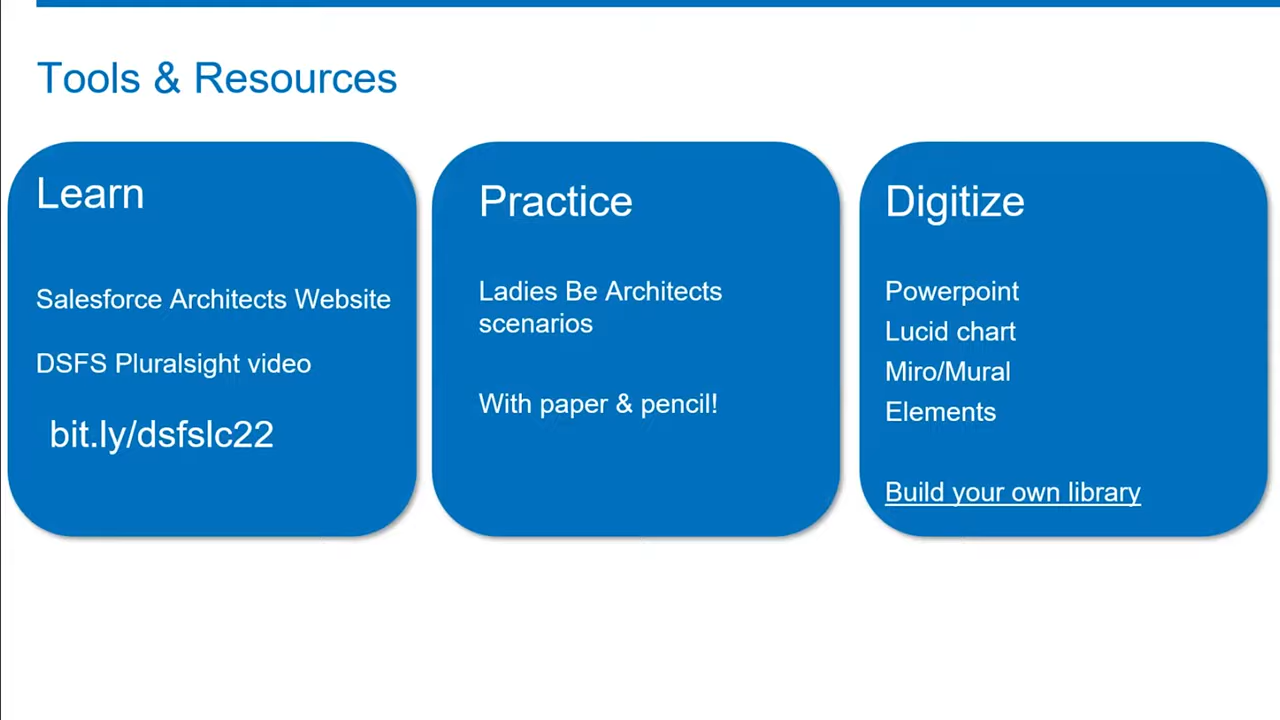 Tools & Resources
Learn
Salesforce Architects Website
DSFS Pluralsight video
bit.ly/dsfslc22
Practice
Ladies Be Architects
scenarios
With paper & pencil!
Digitize
Powerpoint
Lucid chart
Miro/Mural
Elements
Build your own library